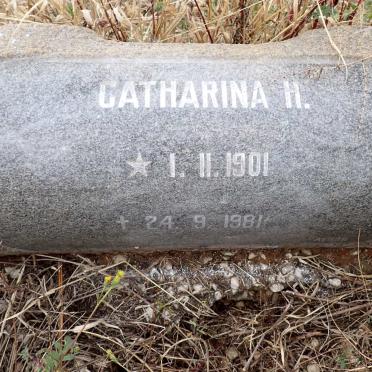 CATHARINA H.
★ 1. 11. 1901
+ 24. 9. 1981